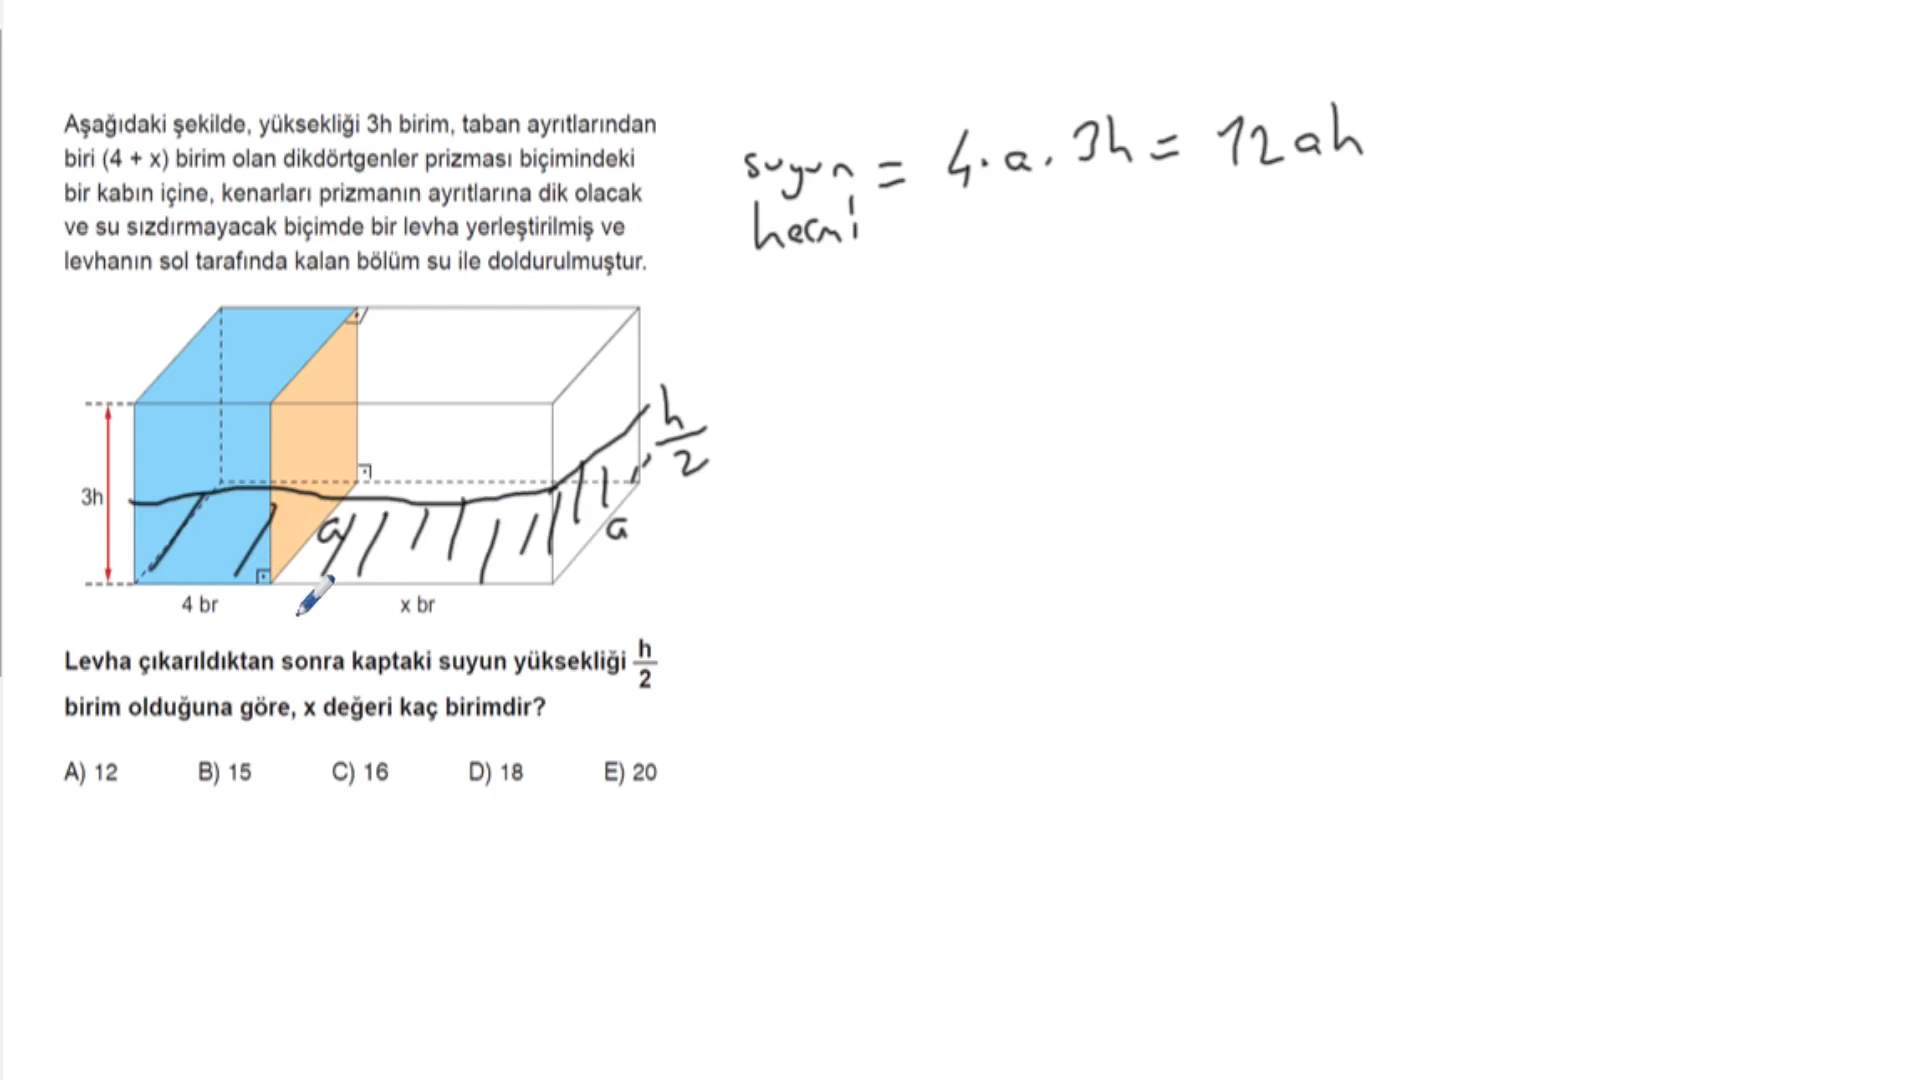 Aşağıdaki şekilde, yüksekliği 3h birim, taban ayrıtlarından
biri (4 + x) birim olan dikdörtgenler prizması biçimindeki
bir kabın içine, kenarları prizmanın ayrıtlarına dik olacak
ve su sızdırmayacak biçimde bir levha yerleştirilmiş ve
levhanın sol tarafında kalan bölüm su ile doldurulmuştur.
suyun hacmi = 4 . a . 3h = 12ah
h/2
3h
a
a
4 br
x br
Levha çıkarıldıktan sonra kaptaki suyun yüksekliği h/2
birim olduğuna göre, x değeri kaç birimdir?
A) 12 B) 15 C) 16 D) 18 E) 20